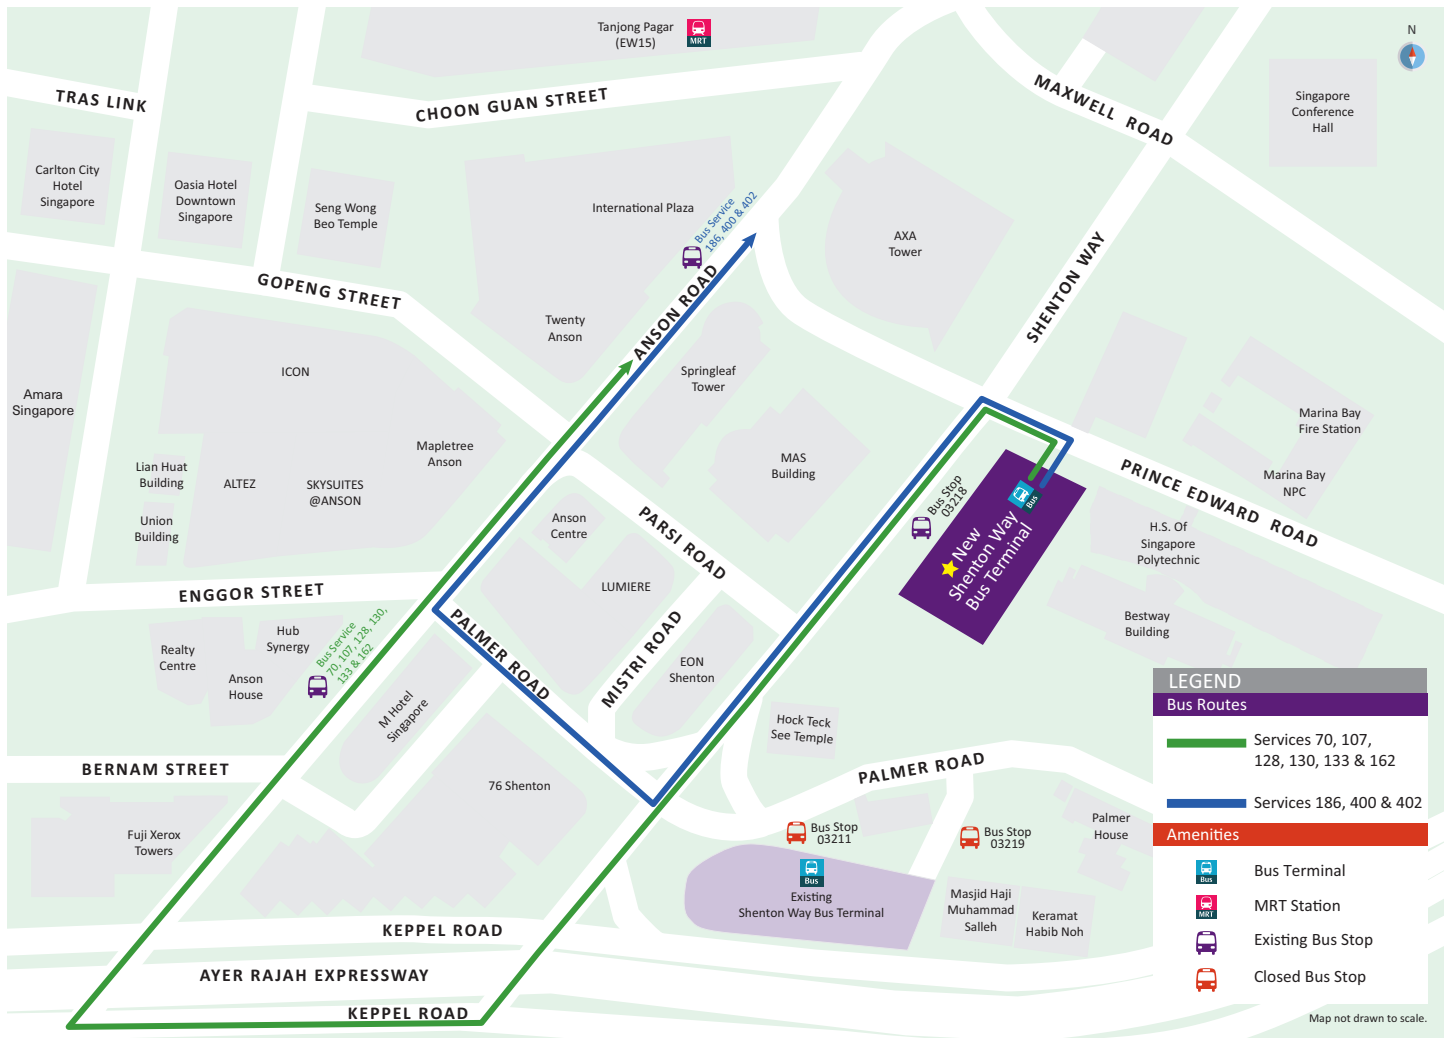 Tanjong Pagar
(EW15)
MRT
N
TRAS LINK
CHOON GUAN STREET
MAXWELL ROAD
Singapore
Conference
Hall
Carlton City
Hotel
Singapore
Oasia Hotel
Downtown
Singapore
Seng Wong
Beo Temple
International Plaza
Bus Service
186, 400 & 402
AXA
Tower
SHENTON WAY
GOPENG STREET
ANSON ROAD
Twenty
Anson
ICON
Springleaf
Tower
Amara
Singapore
Marina Bay
Fire Station
Mapletree
Anson
Lian Huat
Building
ALTEZ
SKYSUITES
@ANSON
MAS
Building
Marina Bay
NPC
PRINCE EDWARD ROAD
Bus Stop
03218
Bus
New
Shenton Way
Bus Terminal
Union
Building
Anson
Centre
PARSI ROAD
H.S. Of
Singapore
Polytechnic
ENGGOR STREET
LUMIERE
Bestway
Building
Bus Service
70, 107, 128, 130,
133 & 162
PALMER ROAD
MISTRI ROAD
Realty
Centre
Hub
Synergy
Anson
House
EON
Shenton
M Hotel
Singapore
Hock Teck
See Temple
BERNAM STREET
76 Shenton
PALMER ROAD
Fuji Xerox
Towers
Bus Stop
03211
Bus Stop
03219
Palmer
House
Bus
Existing
Shenton Way Bus Terminal
Masjid Haji
Muhammad
Salleh
Keramat
Habib Noh
KEPPEL ROAD
AYER RAJAH EXPRESSWAY
KEPPEL ROAD
LEGEND
Bus Routes
Services 70, 107,
128, 130, 133 & 162
Services 186, 400 & 402
Amenities
Bus
Bus Terminal
MRT
MRT Station
Existing Bus Stop
Closed Bus Stop
Map not drawn to scale.